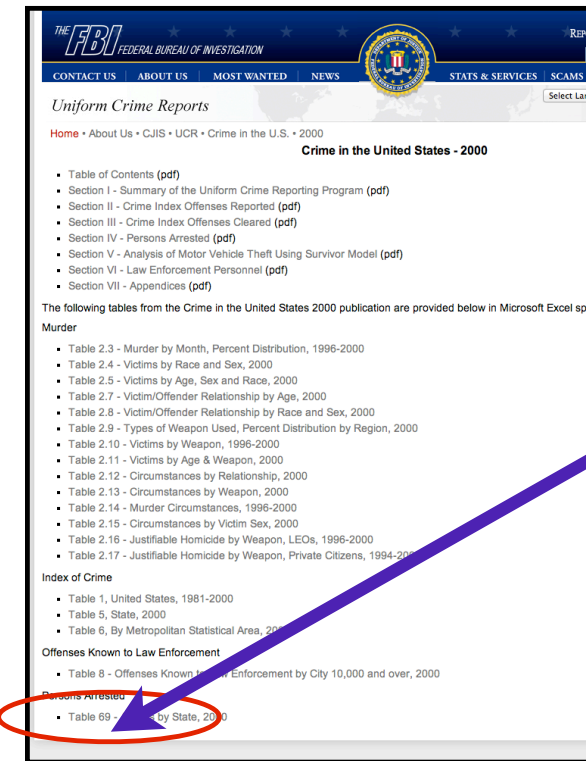 THE FBI FEDERAL BUREAU OF INVESTIGATION
CONTACT US ABOUT US MOST WANTED NEWS STATS & SERVICES SCAMS
Uniform Crime Reports
Home • About Us • CJIS • UCR • Crime in the U.S. • 2000
Crime in the United States - 2000
Table of Contents (pdf)
Section I - Summary of the Uniform Crime Reporting Program (pdf)
Section II - Crime Index Offenses Reported (pdf)
Section III - Crime Index Offenses Cleared (pdf)
Section IV - Persons Arrested (pdf)
Section V - Analysis of Motor Vehicle Theft Using Survivor Model (pdf)
Section VI - Law Enforcement Personnel (pdf)
Section VII - Appendices (pdf)
The following tables from the Crime in the United States 2000 publication are provided below in Microsoft Excel
Murder
Table 2.3 - Murder by Month, Percent Distribution, 1996-2000
Table 2.4 - Victims by Race and Sex, 2000
Table 2.5 - Victims by Age, Sex and Race, 2000
Table 2.7 - Victim/Offender Relationship by Age, 2000
Table 2.8 - Victim/Offender Relationship by Race and Sex, 2000
Table 2.9 - Types of Weapon Used, Percent Distribution by Region, 2000
Table 2.10 - Victims by Weapon, 1996-2000
Table 2.11 - Victims by Age & Weapon, 2000
Table 2.12 - Circumstances by Relationship, 2000
Table 2.13 - Circumstances by Weapon, 2000
Table 2.14 - Murder Circumstances, 1996-2000
Table 2.15 - Circumstances by Victim Sex, 2000
Table 2.16 - Justifiable Homicide by Weapon, LEOs, 1996-2000
Table 2.17 - Justifiable Homicide by Weapon, Private Citizens, 1994-
Index of Crime
Table 1, United States, 1981-2000
Table 5, State, 2000
Table 6, By Metropolitan Statistical Area,
Offenses Known to Law Enforcement
Table 8 - Offenses Known Enforcement by City 10,000 and over, 2000
Persons Arrested
Table 69 - by State,